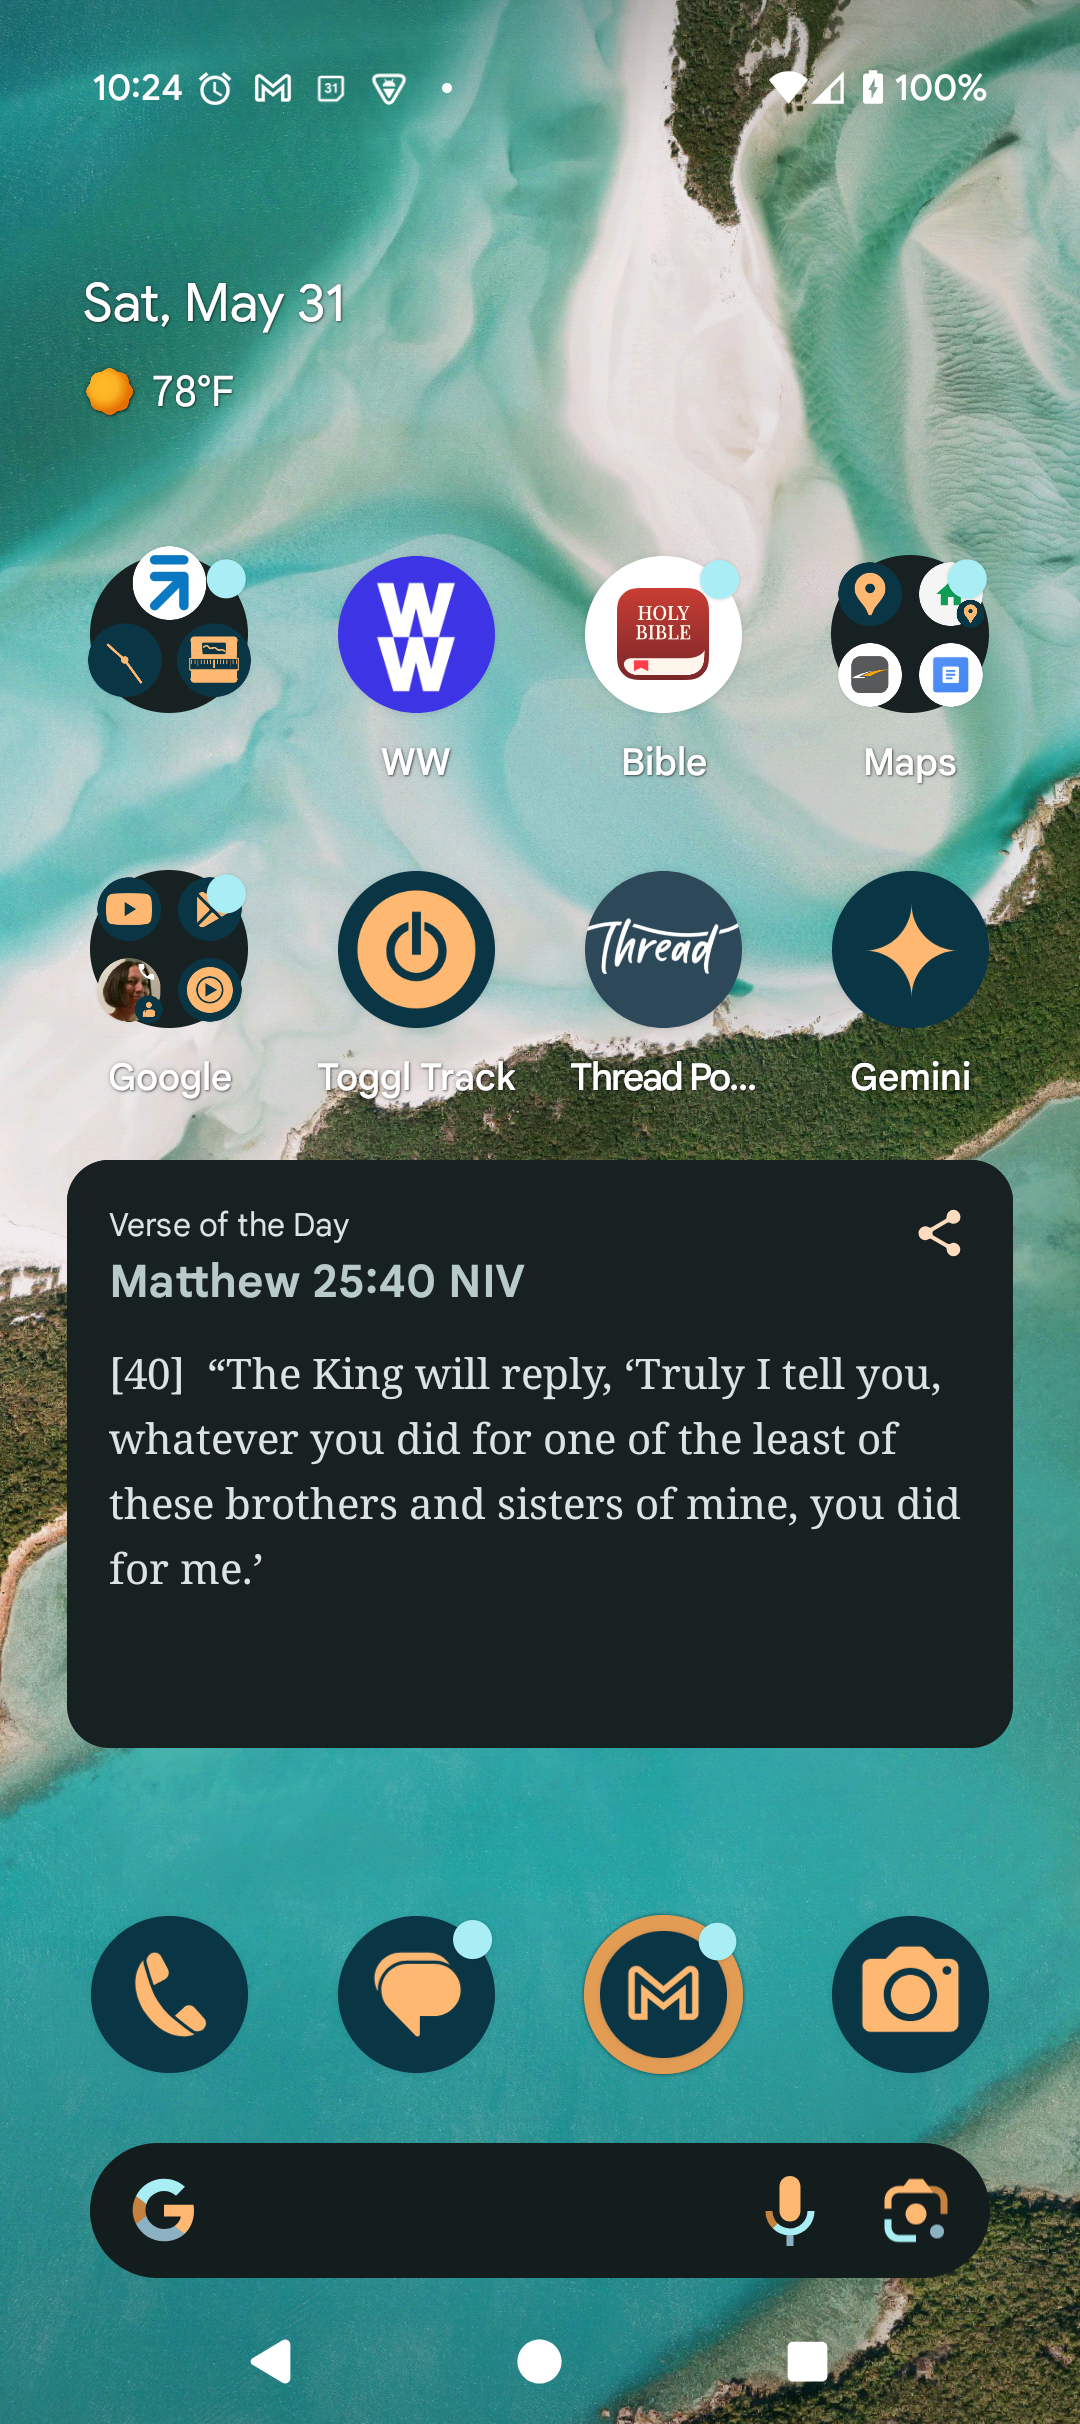 10:24
31
100%
Sat, May 31
78°F
W
W
HOLY
BIBLE
WW
Bible
Maps
Thread
Google
Toggl Track
Thread Po...
Gemini
Verse of the Day
Matthew 25:40 NIV
[40] “The King will reply, ‘Truly I tell you,
whatever you did for one of the least of
these brothers and sisters of mine, you did
for me.’